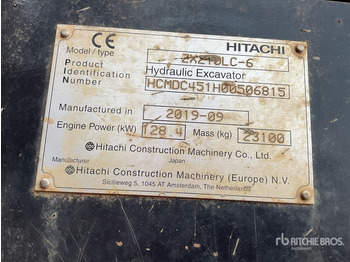 CE HITACHI
Model / type ZX210LC-6
Product Hydraulic Excavator
Identification
Number HCMDC451H00506815
Manufactured in 2019-09
Engine Power (kW) 128.4 Mass (kg) 23100
Hitachi Construction Machinery Co., Ltd.
Manufacturer Japan
Hitachi Construction Machinery (Europe) N.V.
Sicilieweg 5, 1045 AT Amsterdam, The Netherlands
rb RITCHIE BROS.